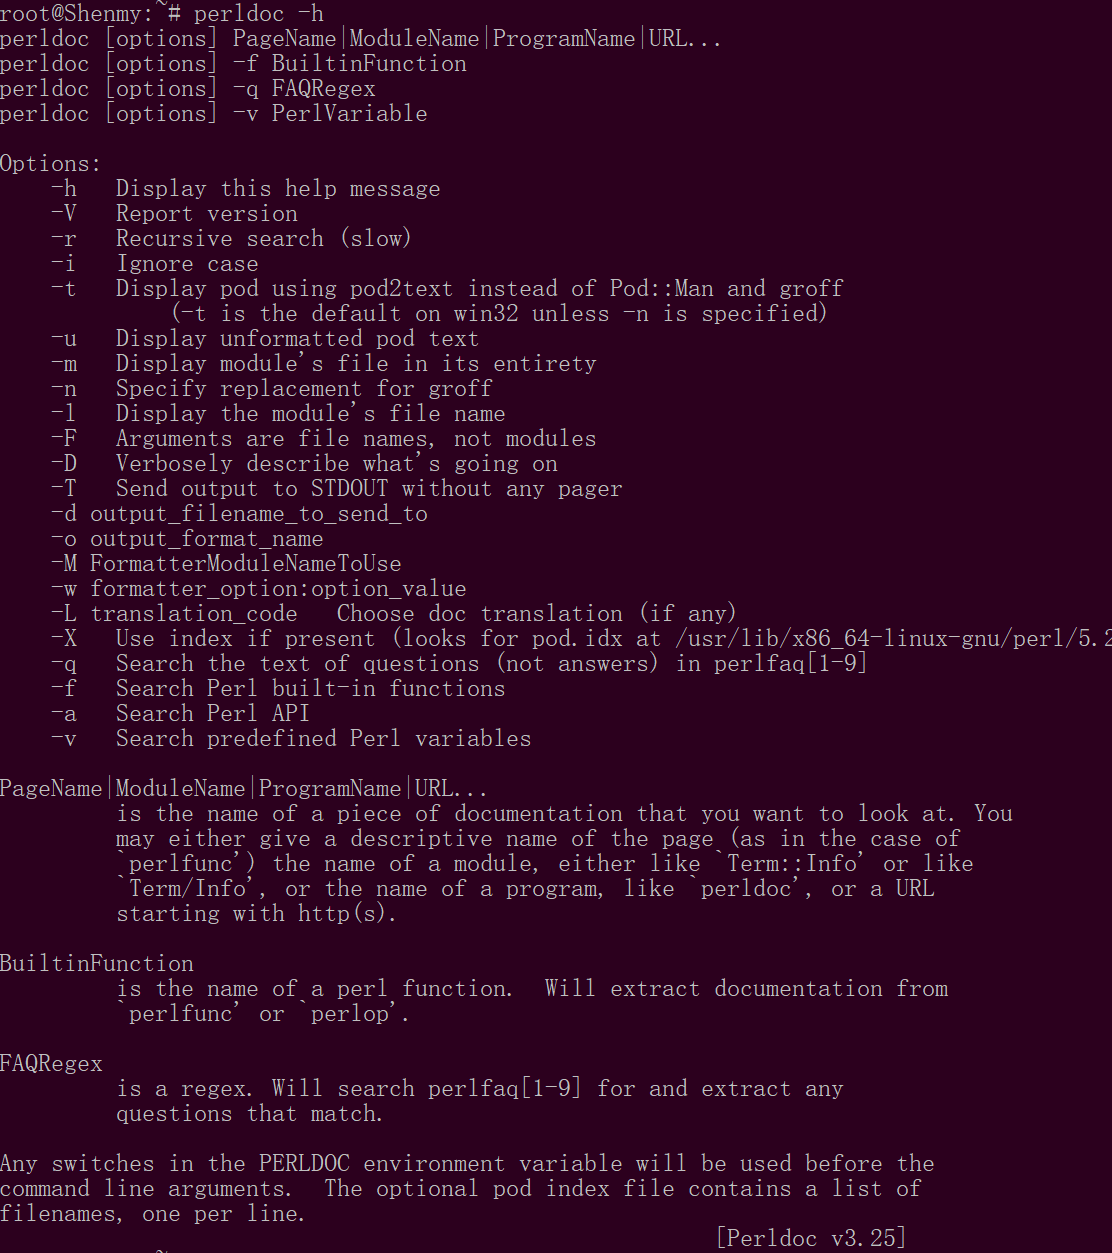 root@Shenmy:~# perldoc -h
perldoc [options] PageName|ModuleName|ProgramName|URL...
perldoc [options] -f BuiltinFunction
perldoc [options] -q FAQRegex
perldoc [options] -v PerlVariable

Options:
    -h   Display this help message
    -V   Report version
    -r   Recursive search (slow)
    -i   Ignore case
    -t   Display pod using pod2text instead of Pod::Man and groff
             (-t is the default on win32 unless -n is specified)
    -u   Display unformatted pod text
    -m   Display module's file in its entirety
    -n   Specify replacement for groff
    -l   Display the module's file name
    -F   Arguments are file names, not modules
    -D   Verbosely describe what's going on
    -T   Send output to STDOUT without any pager
    -d output_filename_to_send_to
    -o output_format_name
    -M FormatterModuleNameToUse
    -w formatter_option:option_value
    -L translation_code   Choose doc translation (if any)
    -X   Use index if present (looks for pod.idx at /usr/lib/x86_64-linux-gnu/perl/5.2
    -q   Search the text of questions (not answers) in perlfaq[1-9]
    -f   Search Perl built-in functions
    -a   Search Perl API
    -v   Search predefined Perl variables

PageName|ModuleName|ProgramName|URL...
         is the name of a piece of documentation that you want to look at. You
         may either give a descriptive name of the page (as in the case of
         `perlfunc') the name of a module, either like `Term::Info' or like
         `Term/Info', or the name of a program, like `perldoc', or a URL
         starting with http(s).

BuiltinFunction
         is the name of a perl function.  Will extract documentation from
         `perlfunc' or `perlop'.

FAQRegex
         is a regex. Will search perlfaq[1-9] for and extract any
         questions that match.

Any switches in the PERLDOC environment variable will be used before the
command line arguments.  The optional pod index file contains a list of
filenames, one per line.
                                                       [Perldoc v3.25]